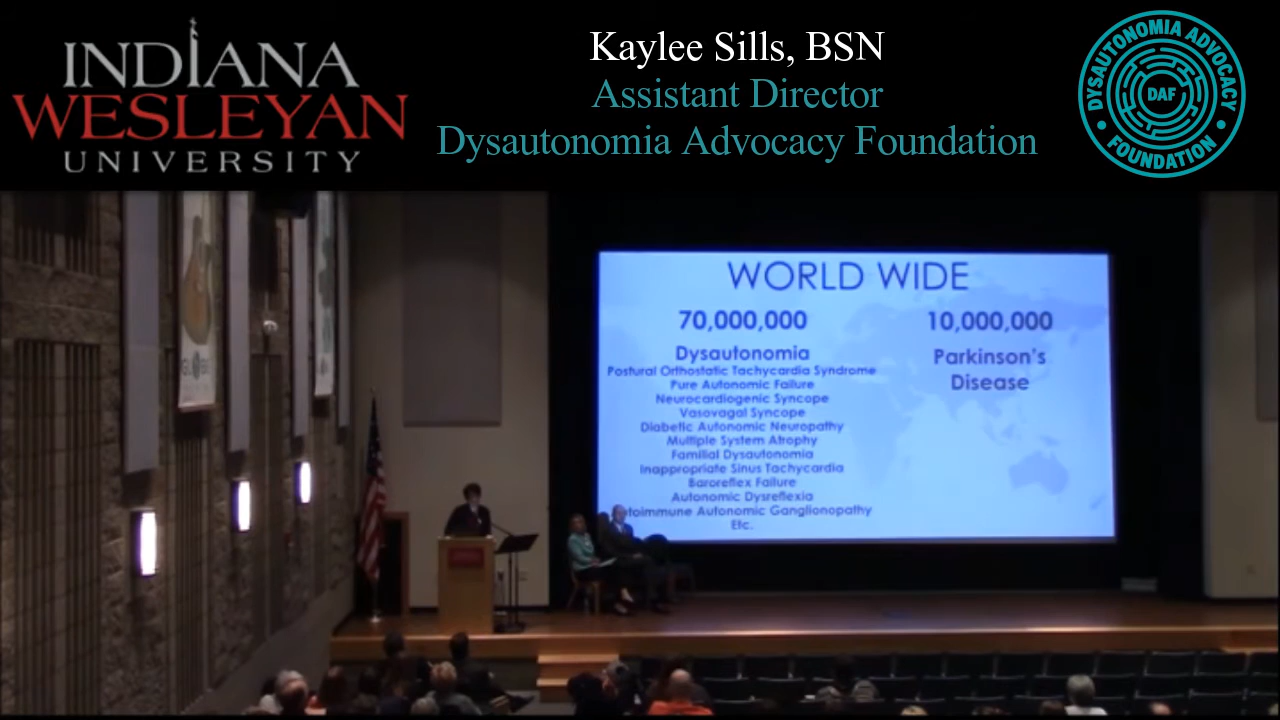 INDIANA
WESLEYAN
UNIVERSITY
Kaylee Sills, BSN
Assistant Director
Dysautonomia Advocacy Foundation
DYSAUTONOMIA ADVOCACY
DAF
FOUNDATION
WORLD WIDE
70,000,000
Dysautonomia
Postural Orthostatic Tachycardia Syndrome
Pure Autonomic Failure
Neurocardiogenic Syncope
Vasovagal Syncope
Diabetic Autonomic Neuropathy
Multiple System Atrophy
Familial Dysautonomia
Inappropriate Sinus Tachycardia
Baroreflex Failure
Autonomic Dysreflexia
toimmune Autonomic Ganglionopathy
Etc.
10,000,000
Parkinson's
Disease